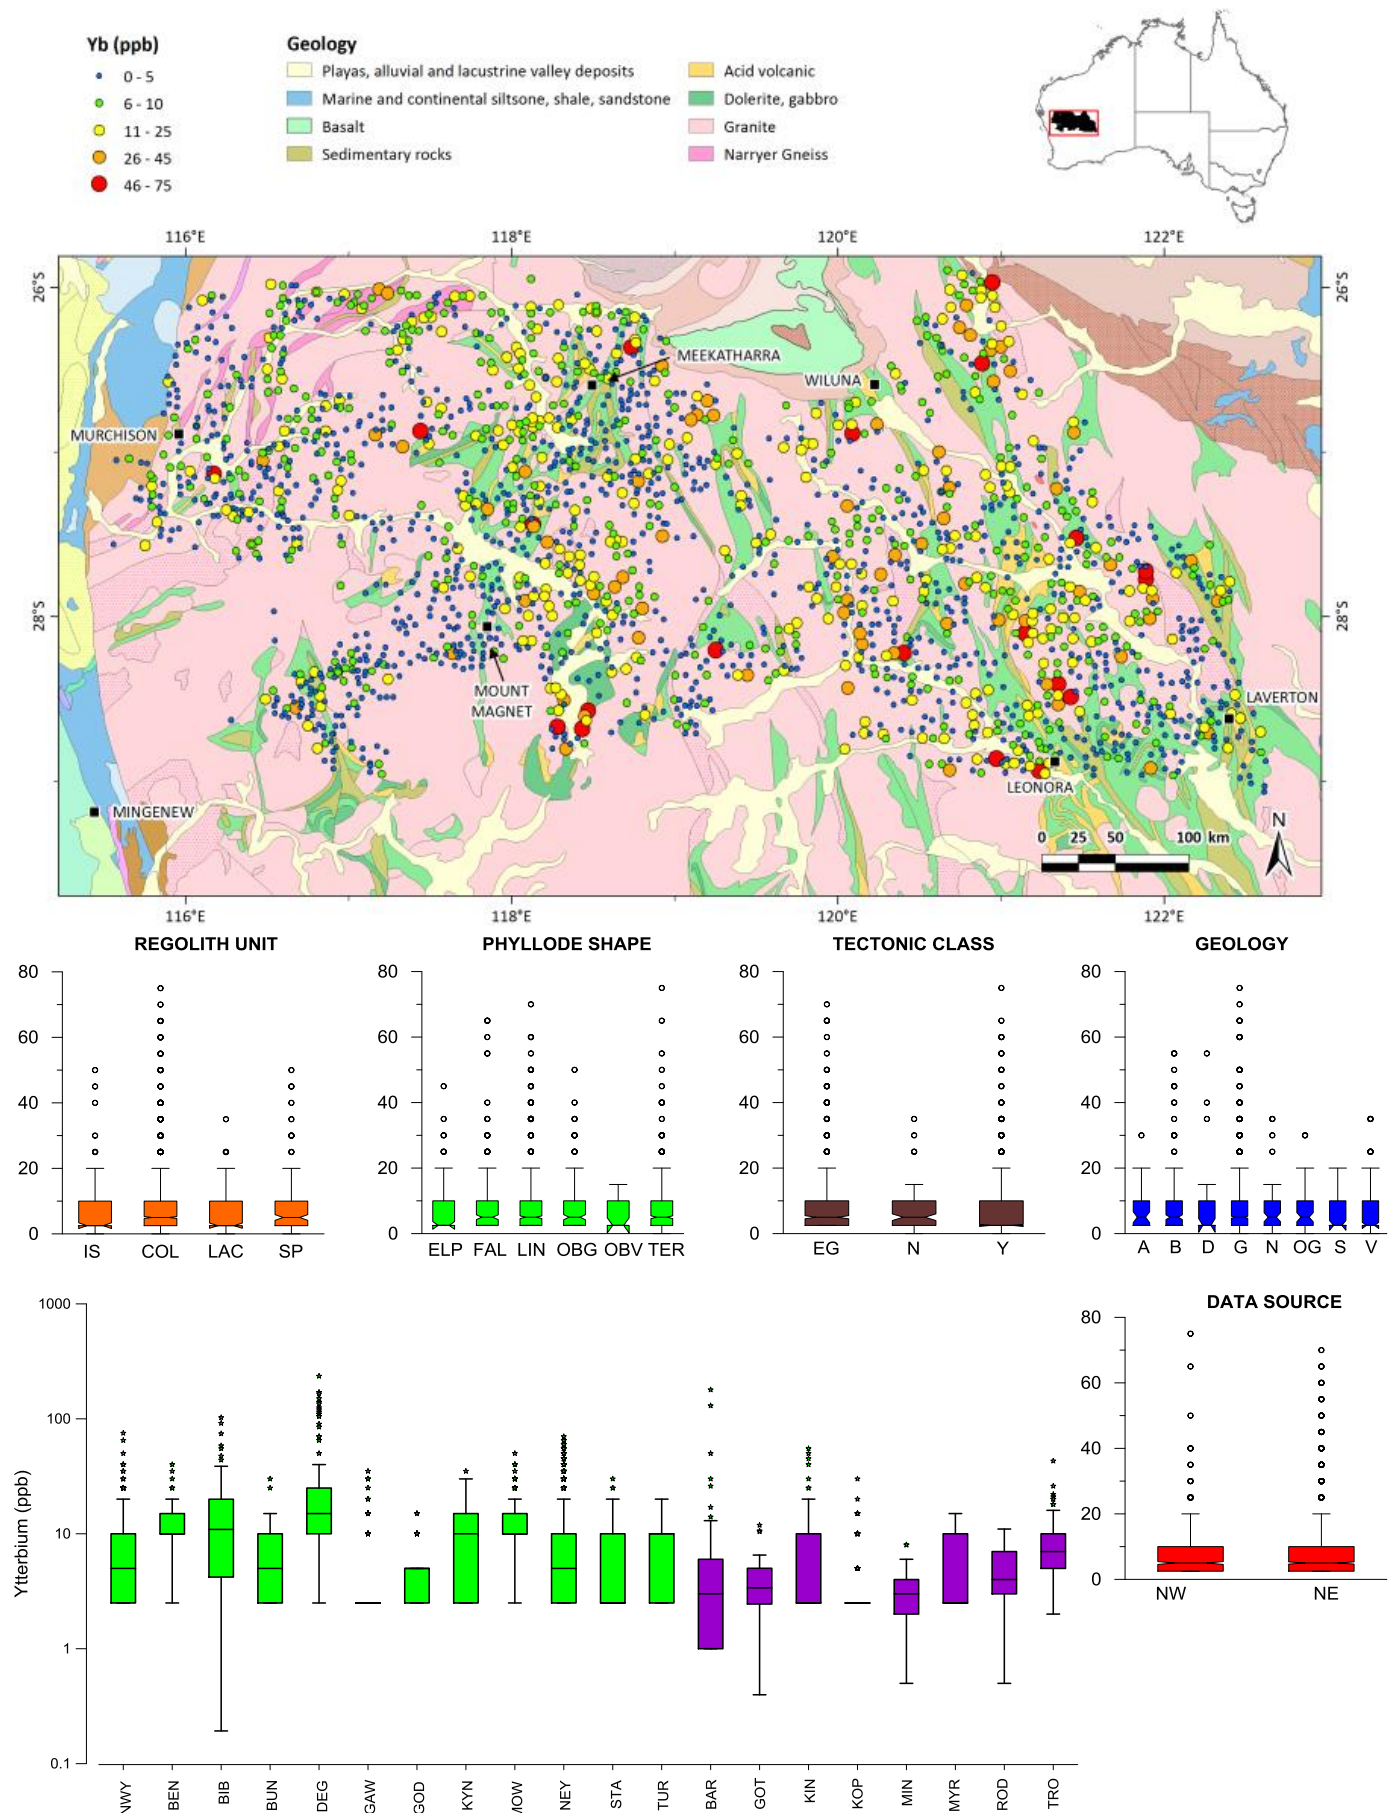 Yb (ppb)
0 - 5
6 - 10
11 - 25
26 - 45
46 - 75
Geology
Playas, alluvial and lacustrine valley deposits
Marine and continental siltsone, shale, sandstone
Basalt
Sedimentary rocks
Acid volcanic
Dolerite, gabbro
Granite
Narryer Gneiss
116°E 118°E 120°E 122°E
26°S 26°S
MEEKATHARRA
WILUNA
MURCHISON
28°S 28°S
MOUNT
MAGNET
LAVERTON
LEONORA
MINGENEW
N
0 25 50 100 km
116°E 118°E 120°E 122°E
REGOLITH UNIT
80
60
40
20
0
IS COL LAC SP
PHYLLODE SHAPE
80
60
40
20
0
ELP FAL LIN OBG OBV TER
TECTONIC CLASS
80
60
40
20
0
EG N Y
GEOLOGY
80
60
40
20
0
A B D G N OG S V
Ytterbium (ppb)
1000
100
10
1
0.1
NWY BEN BIB BUN DEG GAW GOD KYN MOW NEY STA TUR BAR GOT KIN KOP MIN MYR ROD TRO
DATA SOURCE
80
60
40
20
0
NW NE